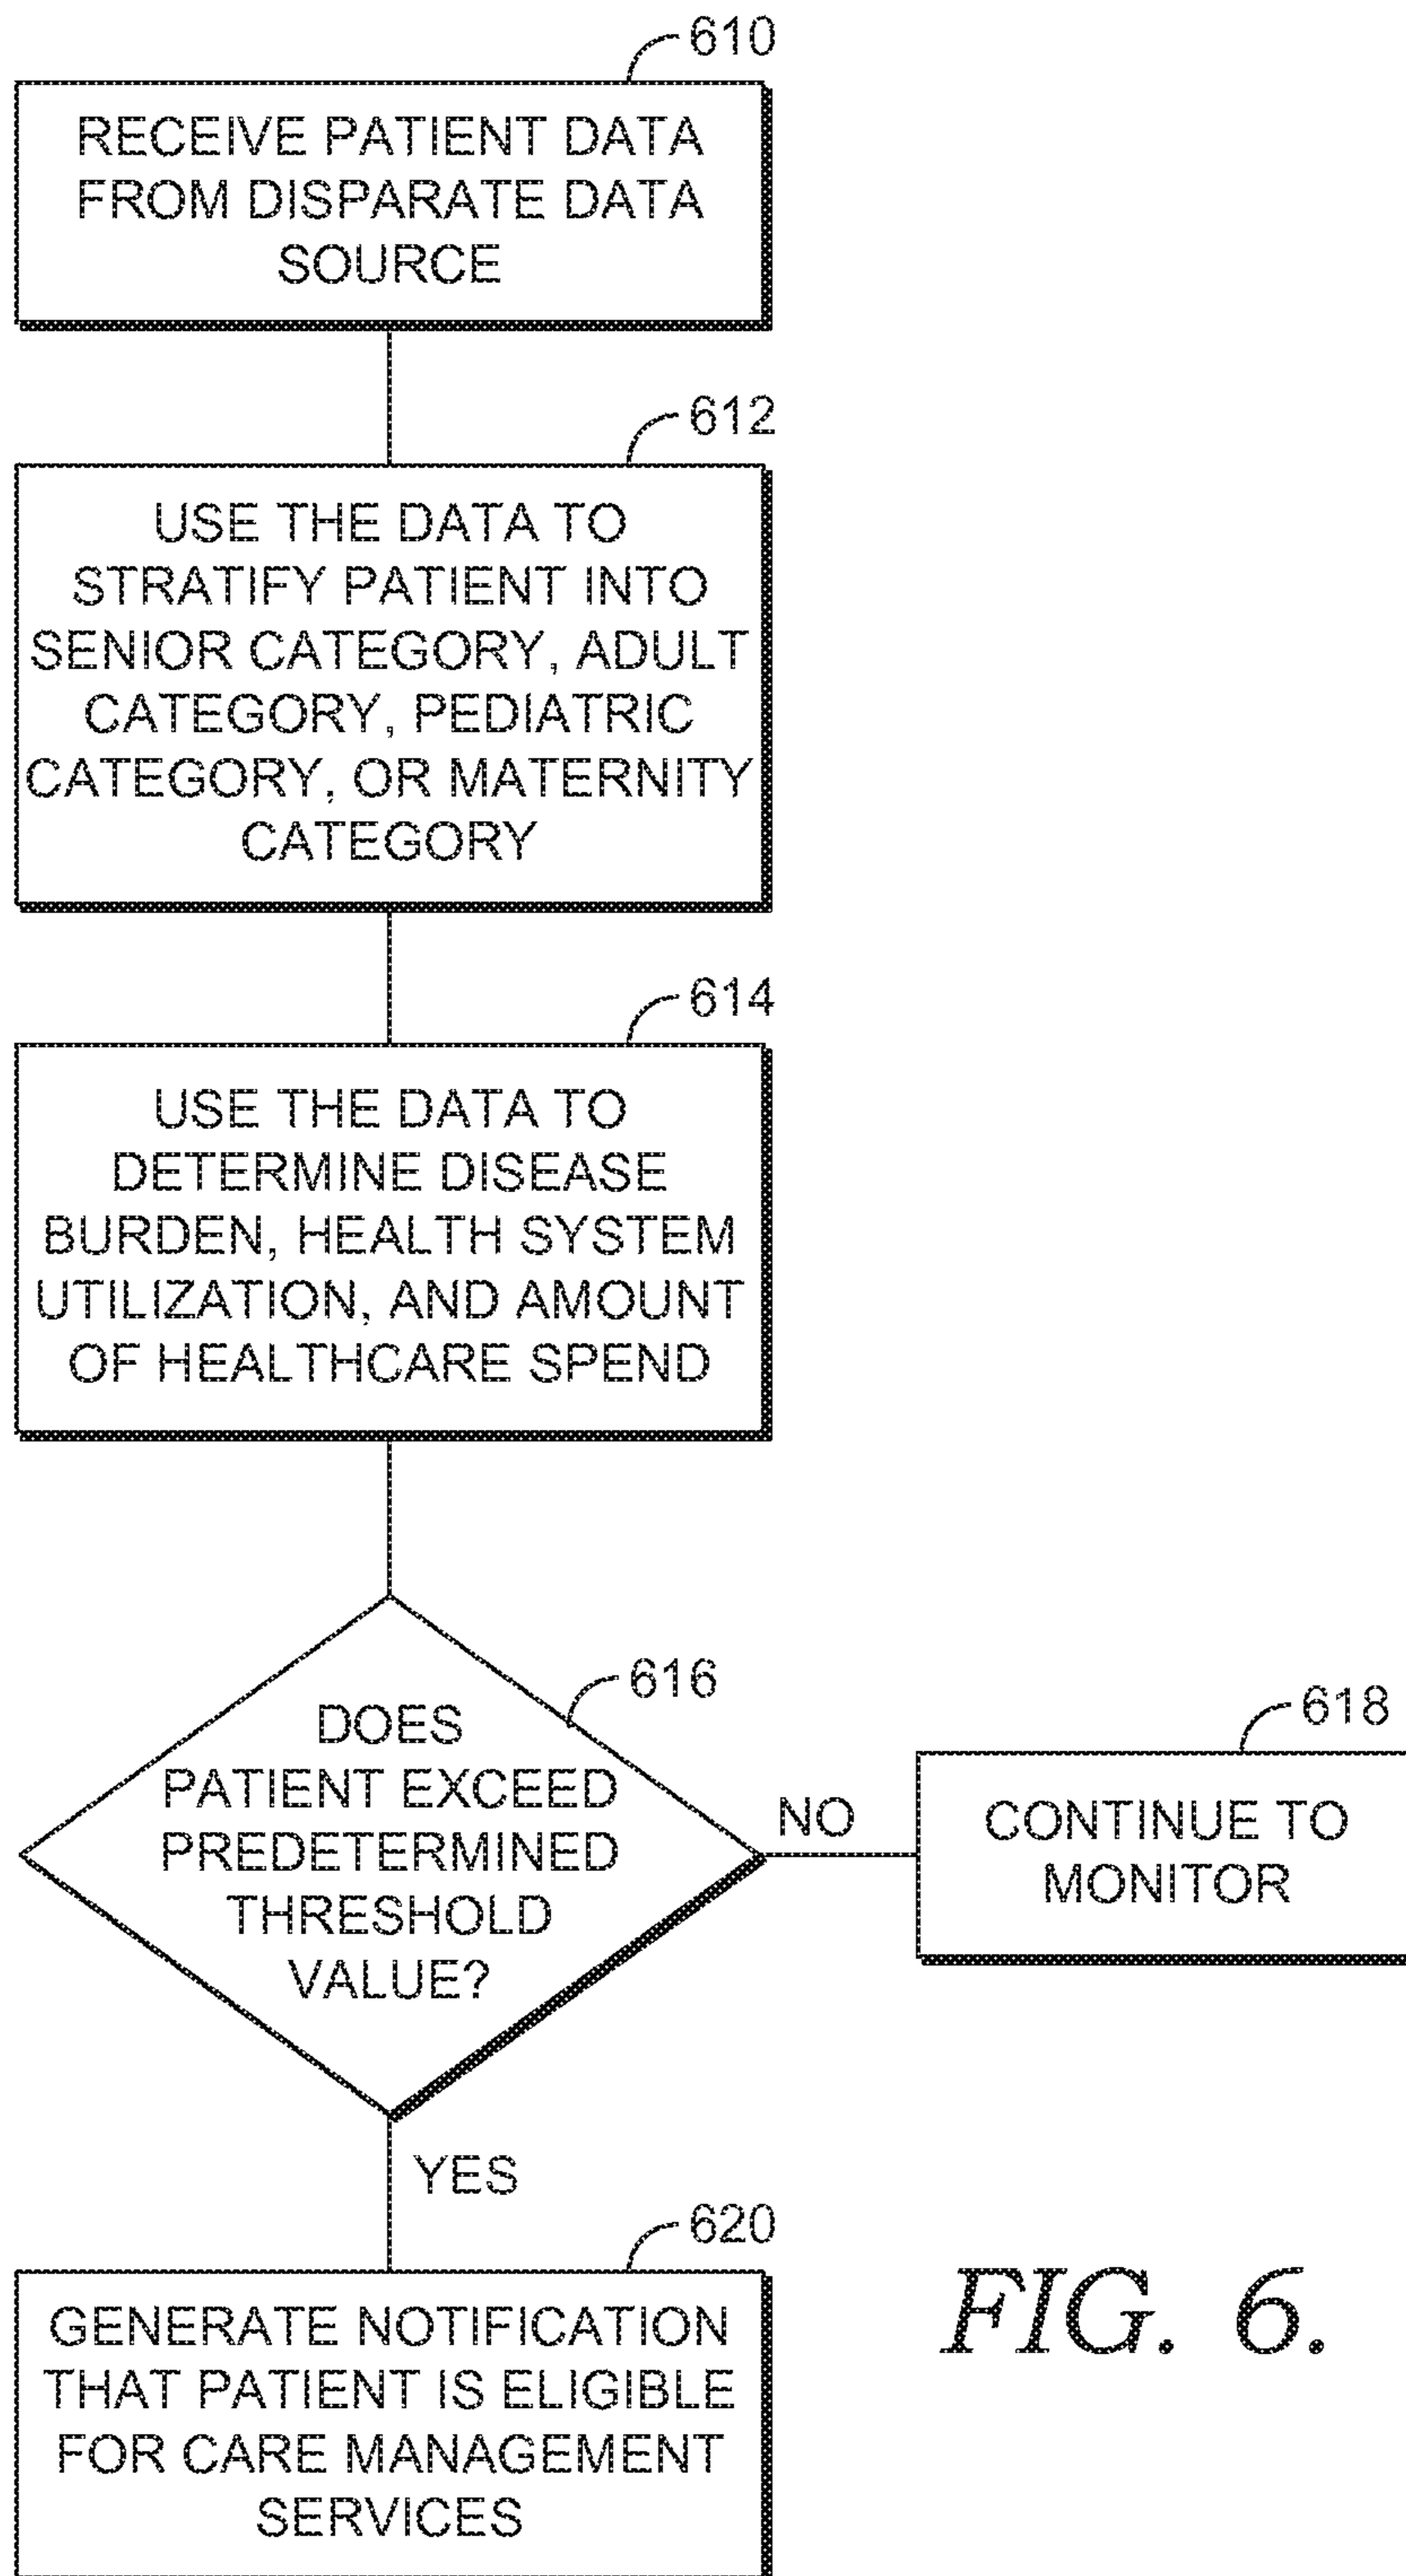 610
RECEIVE PATIENT DATA
FROM DISPARATE DATA
SOURCE
612
USE THE DATA TO
STRATIFY PATIENT INTO
SENIOR CATEGORY, ADULT
CATEGORY, PEDIATRIC
CATEGORY, OR MATERNITY
CATEGORY
614
USE THE DATA TO
DETERMINE DISEASE
BURDEN, HEALTH SYSTEM
UTILIZATION, AND AMOUNT
OF HEALTHCARE SPEND
616
DOES
PATIENT EXCEED
PREDETERMINED
THRESHOLD
VALUE?
NO
618
CONTINUE TO
MONITOR
YES
620
GENERATE NOTIFICATION
THAT PATIENT IS ELIGIBLE
FOR CARE MANAGEMENT
SERVICES
FIG. 6.